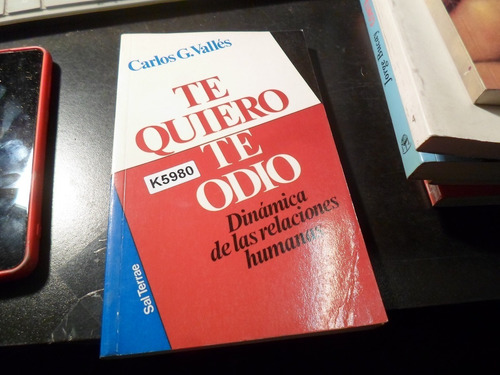 Carlos G. Vallés
TE
QUIERO
TE
ODIO
K5980
Dinámica
de las relaciones
humanas
Sal Terrae